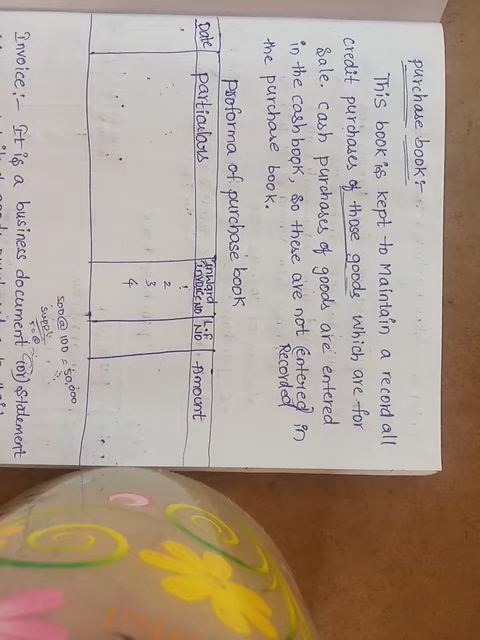 purchase book:-
This book is kept to Maintain a record all
credit purchases of those goods which are for
Sale. Cash purchases of goods are entered
in the cash book, so these are not (entered) in
Recorded
the purchase book.
Proforma of purchase book
Date particulars Inward Invoice No L.F No Amount
2
3
4
500 @ 100 = 50,000
Invoice:- It is a business document (or) statement